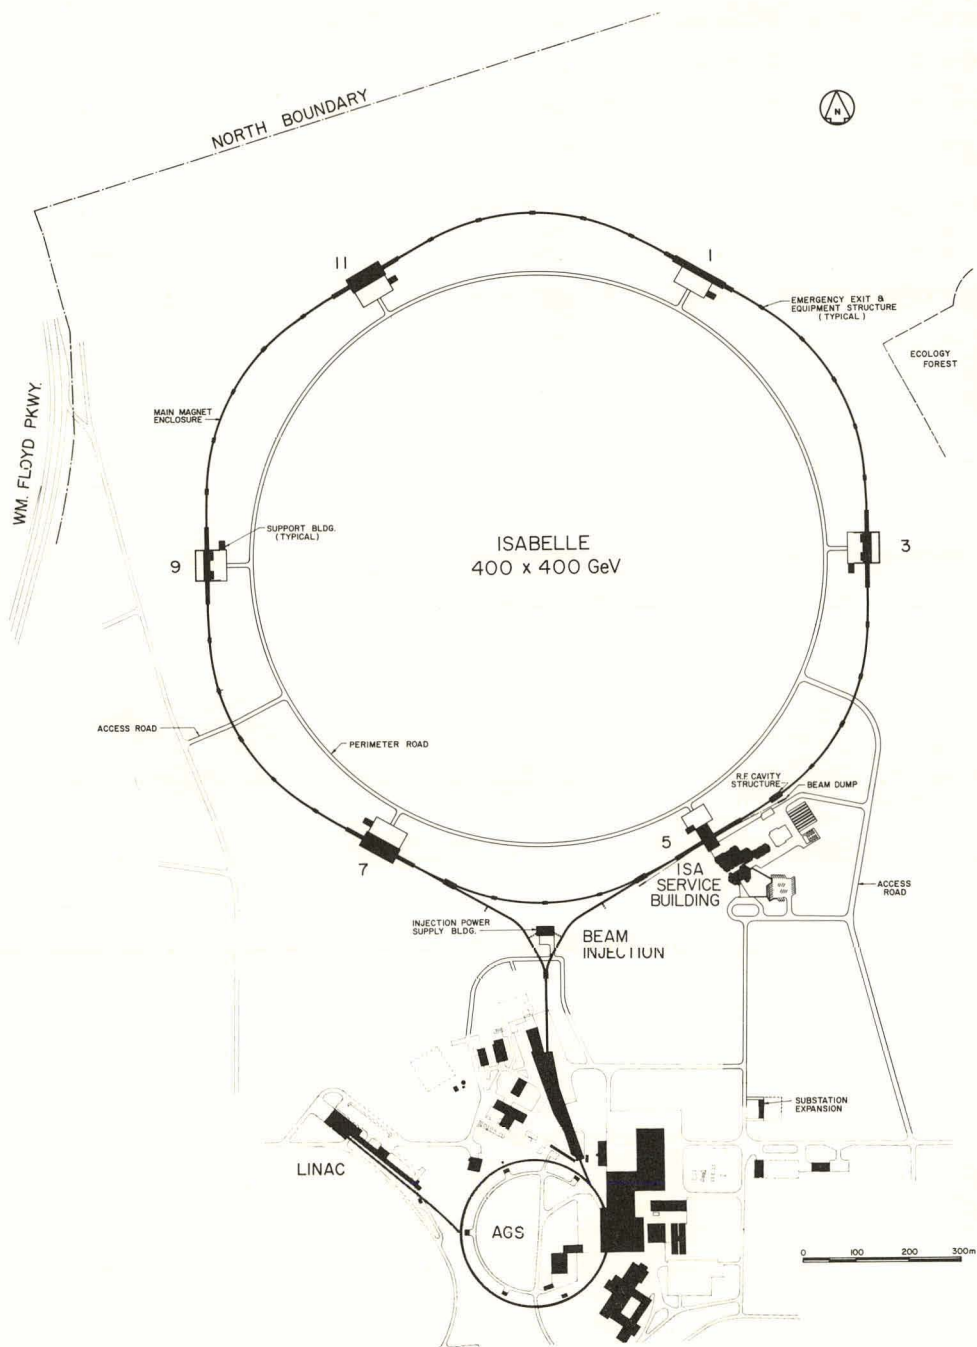 NORTH BOUNDARY
N
11
1
EMERGENCY EXIT &
EQUIPMENT STRUCTURE
(TYPICAL)
ECOLOGY
FOREST
WM. FLOYD PKWY.
MAIN MAGNET
ENCLOSURE
SUPPORT BLDG.
(TYPICAL)
9
ISABELLE
400 x 400 GeV
3
ACCESS ROAD
PERIMETER ROAD
R.F. CAVITY
STRUCTURE
BEAM DUMP
5
7
ISA
SERVICE
BUILDING
ACCESS
ROAD
INJECTION POWER
SUPPLY BLDG.
BEAM
INJECTION
SUBSTATION
EXPANSION
LINAC
AGS
0 100 200 300m